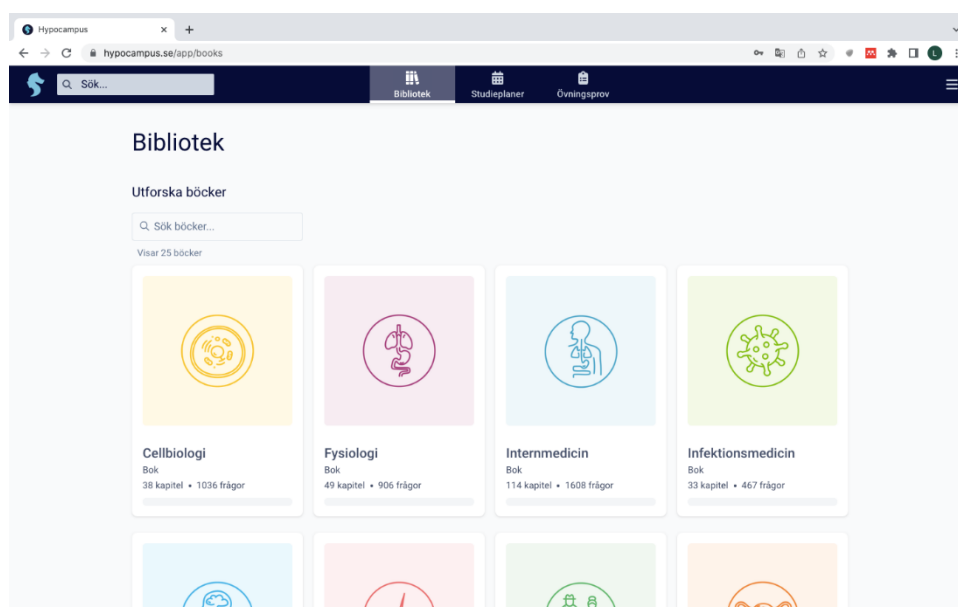 Hypocampus
hypocampus.se/app/books
L
Sök...
Bibliotek
Studieplaner
Övningsprov
Bibliotek
Utforska böcker
Sök böcker...
Visar 25 böcker
Cellbiologi
Bok
38 kapitel • 1036 frågor
Fysiologi
Bok
49 kapitel • 906 frågor
Internmedicin
Bok
114 kapitel • 1608 frågor
Infektionsmedicin
Bok
33 kapitel • 467 frågor